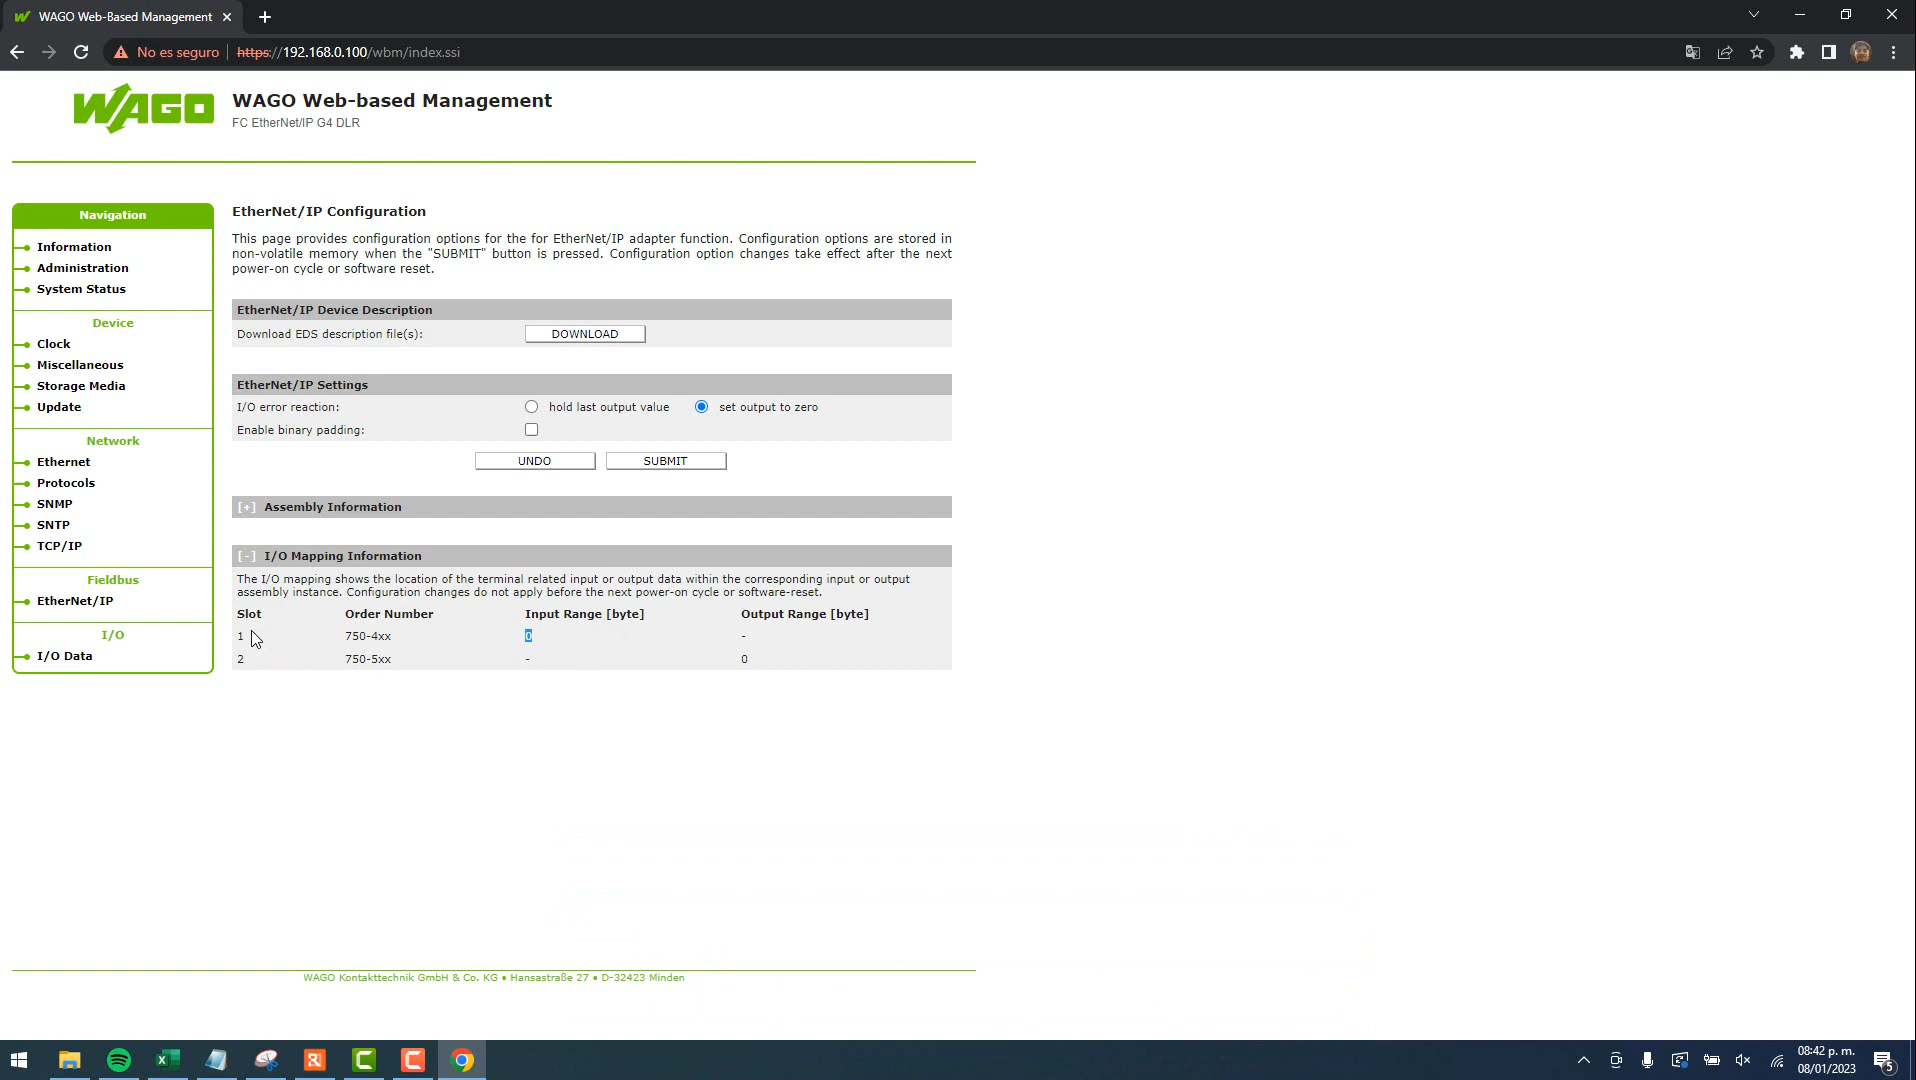 WAGO Web-Based Management
No es seguro https://192.168.0.100/wbm/index.ssi
WAGO
WAGO Web-based Management
FC EtherNet/IP G4 DLR
Navigation
Information
Administration
System Status
Device
Clock
Miscellaneous
Storage Media
Update
Network
Ethernet
Protocols
SNMP
SNTP
TCP/IP
Fieldbus
EtherNet/IP
I/O
I/O Data
EtherNet/IP Configuration
This page provides configuration options for the for EtherNet/IP adapter function. Configuration options are stored in
non-volatile memory when the "SUBMIT" button is pressed. Configuration option changes take effect after the next
power-on cycle or software reset.
EtherNet/IP Device Description
Download EDS description file(s): DOWNLOAD
EtherNet/IP Settings
I/O error reaction: hold last output value set output to zero
Enable binary padding:
UNDO SUBMIT
[+] Assembly Information
[-] I/O Mapping Information
The I/O mapping shows the location of the terminal related input or output data within the corresponding input or output
assembly instance. Configuration changes do not apply before the next power-on cycle or software-reset.
Slot Order Number Input Range [byte] Output Range [byte]
1 750-4xx 0 -
2 750-5xx - 0
WAGO Kontakttechnik GmbH & Co. KG • Hansastraße 27 • D-32423 Minden
08:42 p. m.
08/01/2023
5